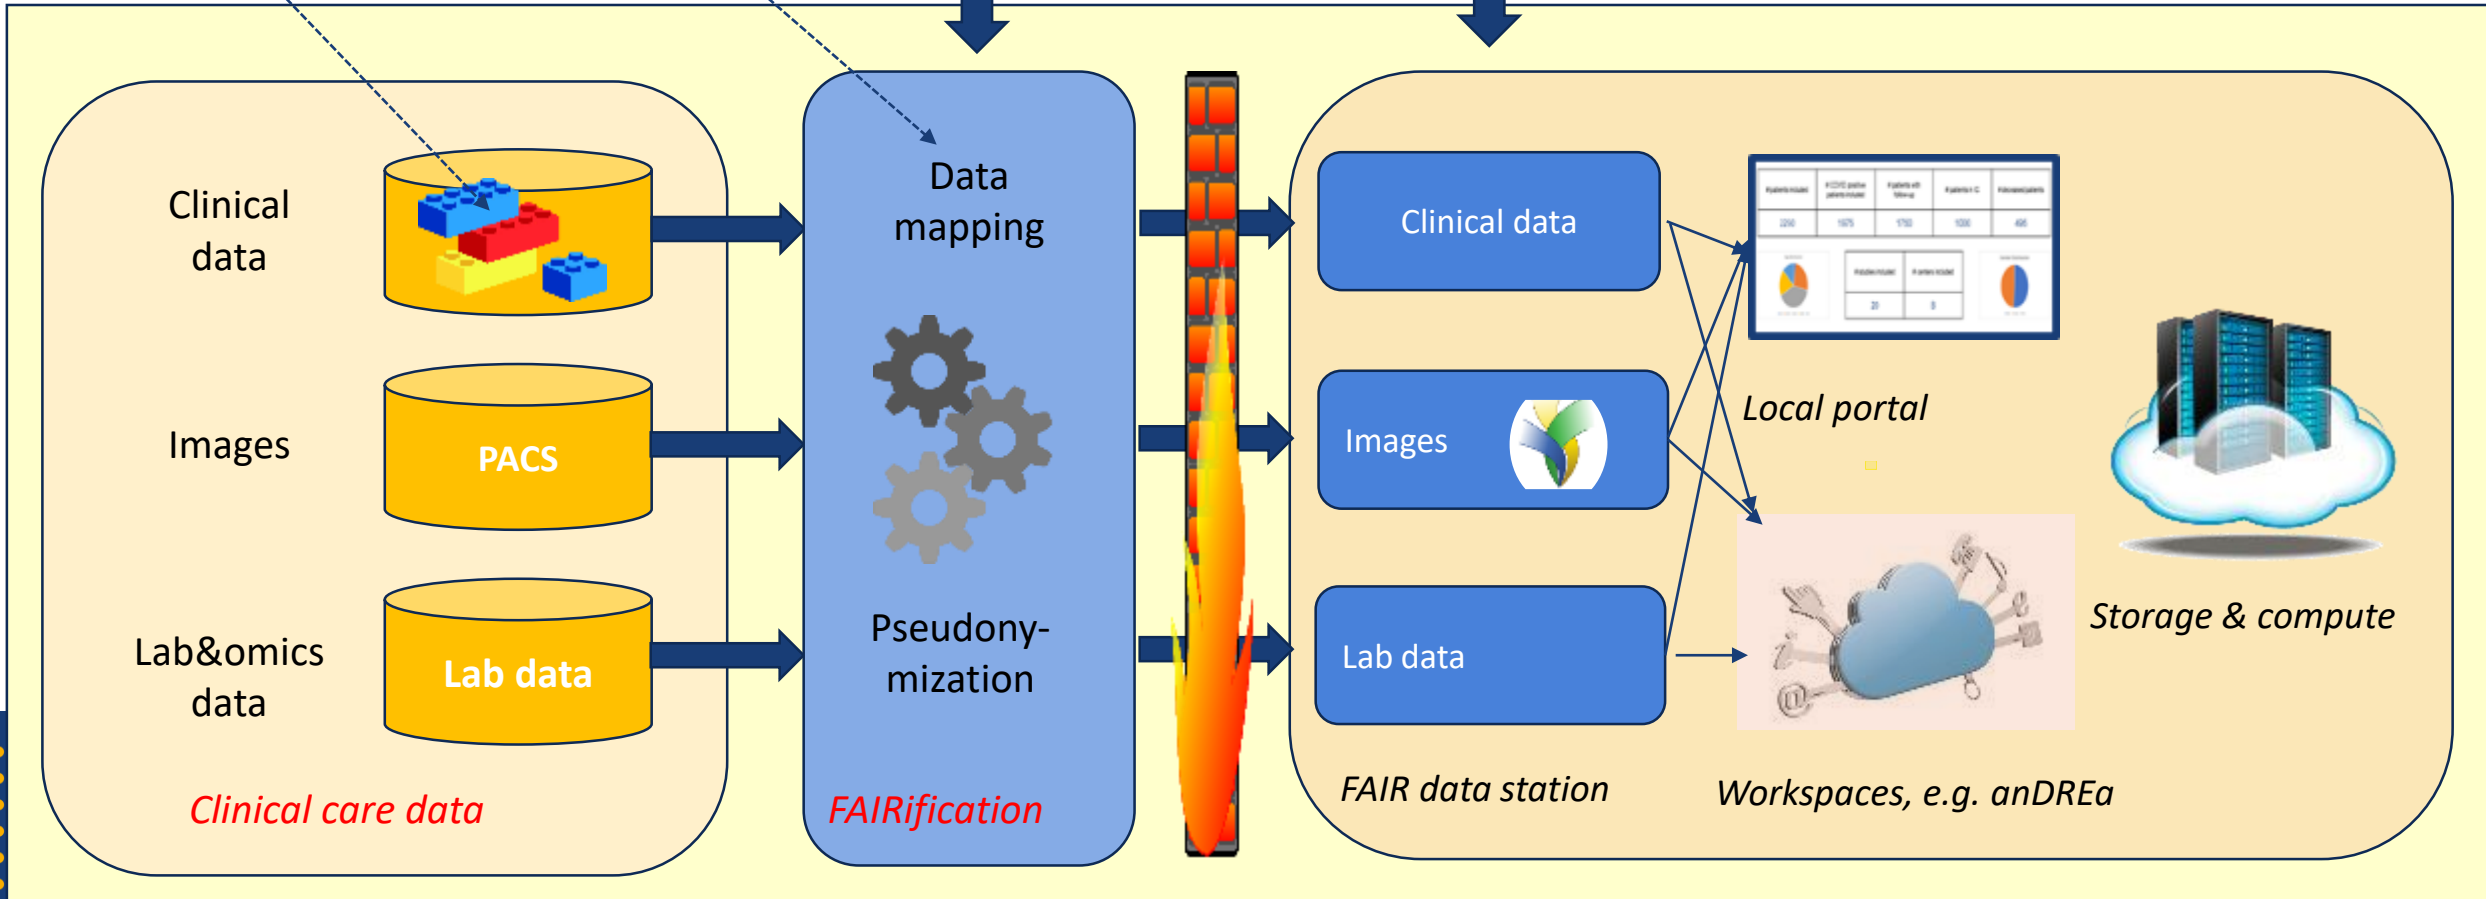 Clinical
data
Images
PACS
Lab&omics
data
Lab data
Clinical care data
Data
mapping
Pseudony-
mization
FAIRification
Clinical data
Images
Lab data
FAIR data station
Local portal
Workspaces, e.g. anDREa
Storage & compute